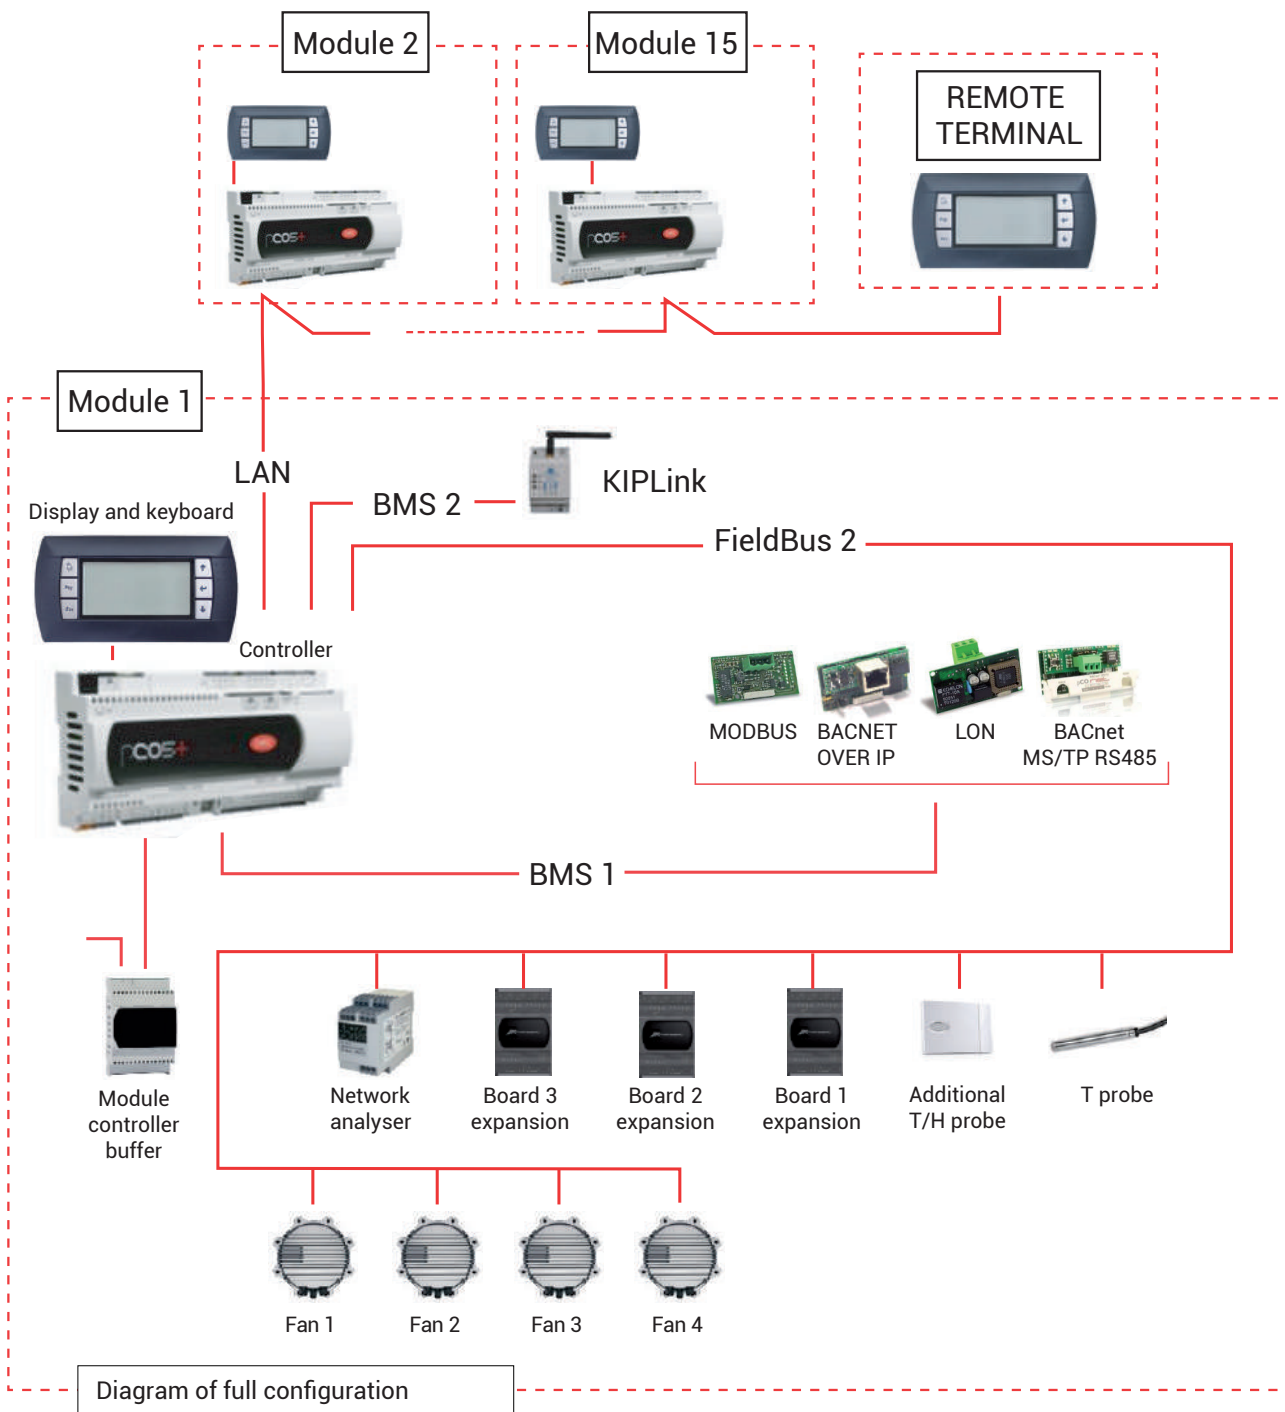 Module 2
Module 15
REMOTE
TERMINAL
pCO5+
pCO5+
Module 1
LAN
BMS 2
KIPLink
Display and keyboard
FieldBus 2
Controller
pCO5+
MODBUS
BACNET
OVER IP
LON
BACnet
MS/TP RS485
BMS 1
Module
controller
buffer
Network
analyser
Board 3
expansion
Board 2
expansion
Board 1
expansion
Additional
T/H probe
T probe
Fan 1
Fan 2
Fan 3
Fan 4
Diagram of full configuration